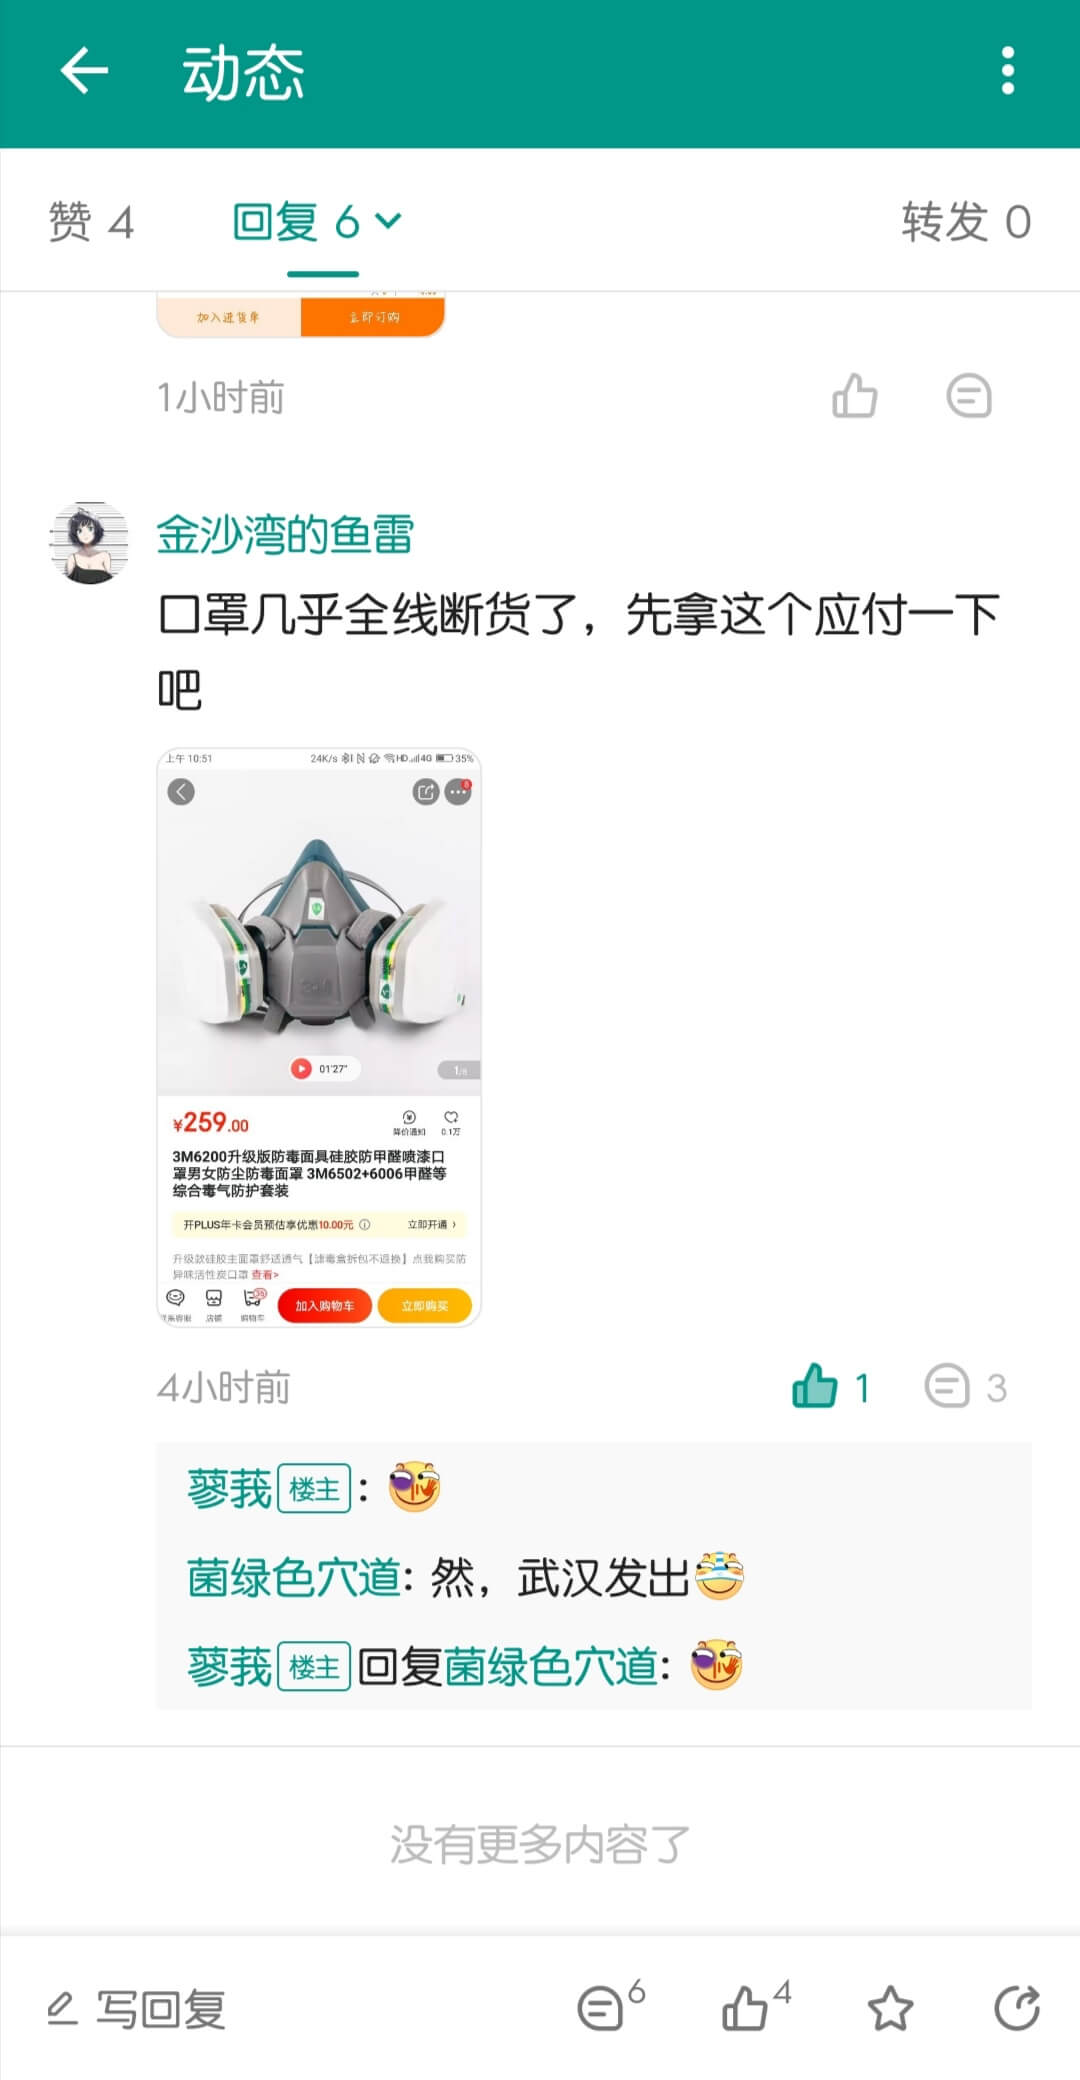 动态
赞 4
回复 6
转发 0
加入进货单
立即订购
1小时前
金沙湾的鱼雷
口罩几乎全线断货了，先拿这个应付一下
吧
上午 10:51
24K/s
HD
4G
35%
8
3M
01'27"
1/8
¥259.00
降价通知
0.1万
3M6200升级版防毒面具硅胶防甲醛喷漆口
罩男女防尘防毒面罩 3M6502+6006甲醛等
综合毒气防护套装
开PLUS年卡会员预估享优惠10.00元
立即开通 ›
升级款硅胶主面罩舒适透气【滤毒盒拆包不退换】点我购买防
异味活性炭口罩 查看>
联系客服
店铺
购物车
加入购物车
立即购买
4小时前
1
3
蓼莪 楼主 :
菌绿色穴道: 然，武汉发出
蓼莪 楼主 回复菌绿色穴道:
没有更多内容了
写回复
6
4